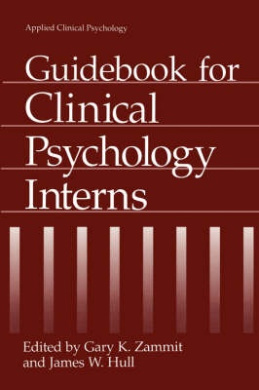 Applied Clinical Psychology
Guidebook for
Clinical
Psychology
Interns
Edited by Gary K. Zammit
and James W. Hull